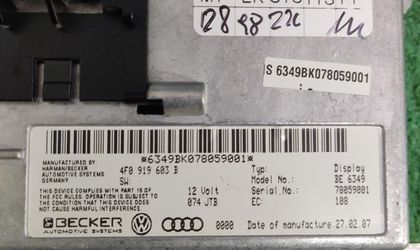 28 98 226
S 6349BK078059001
*6349BK078059001*
MANUFACTURED BY:
HARMAN/BECKER
AUTOMOTIVE SYSTEMS
GERMANY
4F0 919 603 B
SW:
Typ: Display
Model No.: BE 6349
THIS DEVICE COMPLIES WITH PART 15 OF
THE FCC RULES. OPERATION IS SUBJECT
TO THE CONDITION THAT THIS DEVICE DOES
NOT CAUSE HARMFUL INTERFERENCE.
12 Volt
074 JTB
Serial.No.: 78059001
EC: 108
BECKER
AUTOMOTIVE SYSTEMS
Audi
0000
Date of manufacture: 27.02.07